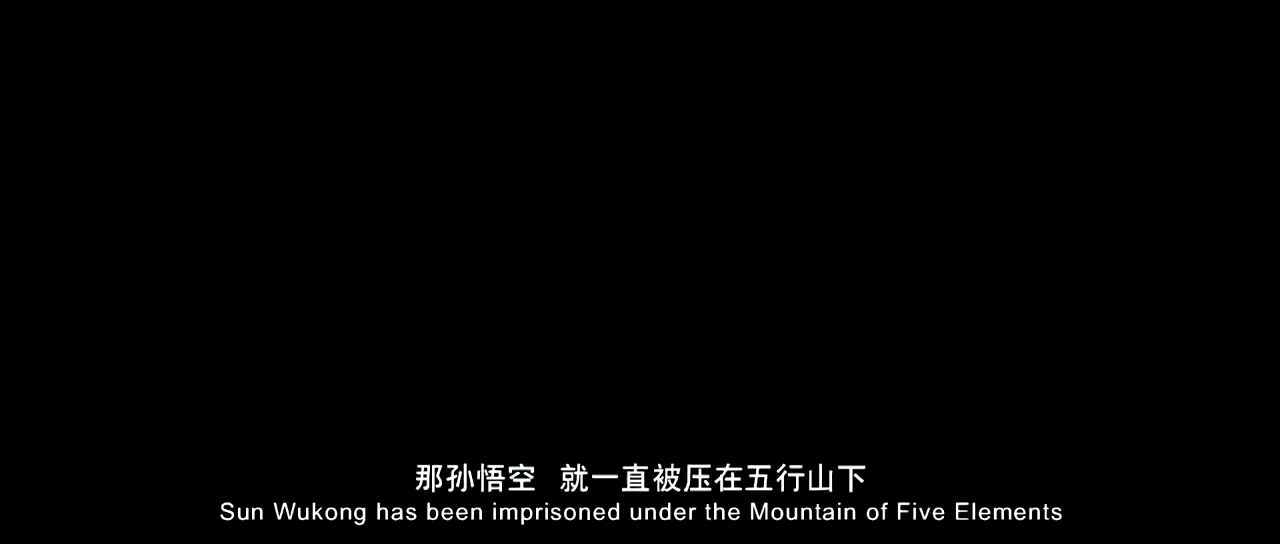 那孙悟空 就一直被压在五行山下
Sun Wukong has been imprisoned under the Mountain of Five Elements